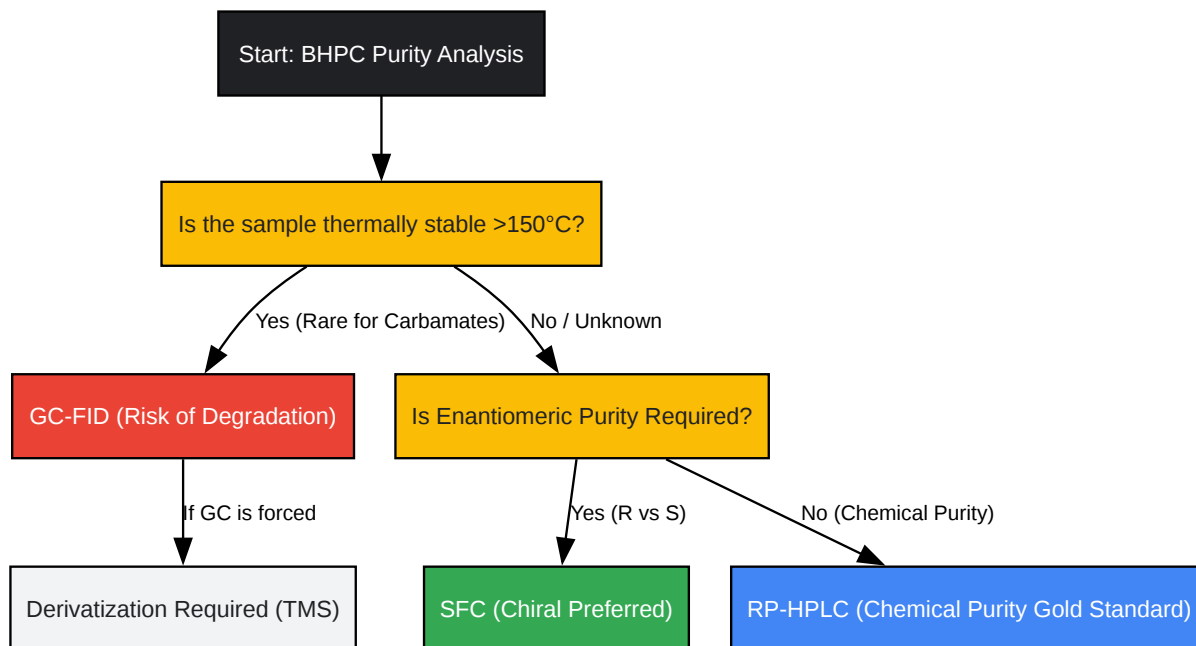 Start: BHPC Purity Analysis
Is the sample thermally stable >150°C?
Yes (Rare for Carbamates)
No / Unknown
GC-FID (Risk of Degradation)
Is Enantiomeric Purity Required?
If GC is forced
Yes (R vs S)
No (Chemical Purity)
Derivatization Required (TMS)
SFC (Chiral Preferred)
RP-HPLC (Chemical Purity Gold Standard)